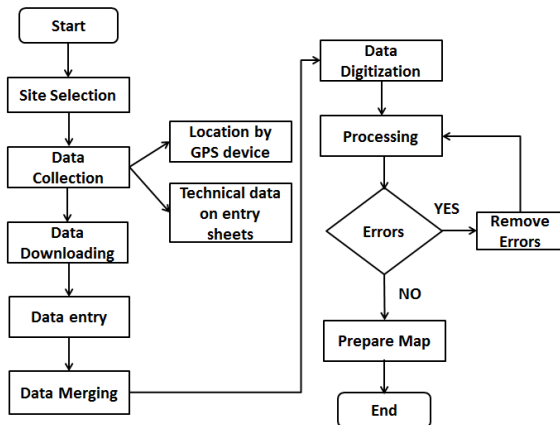 Start
Site Selection
Data
Collection
Location by
GPS device
Technical data
on entry
sheets
Data
Downloading
Data entry
Data Merging
Data
Digitization
Processing
Errors
YES
Remove
Errors
NO
Prepare Map
End